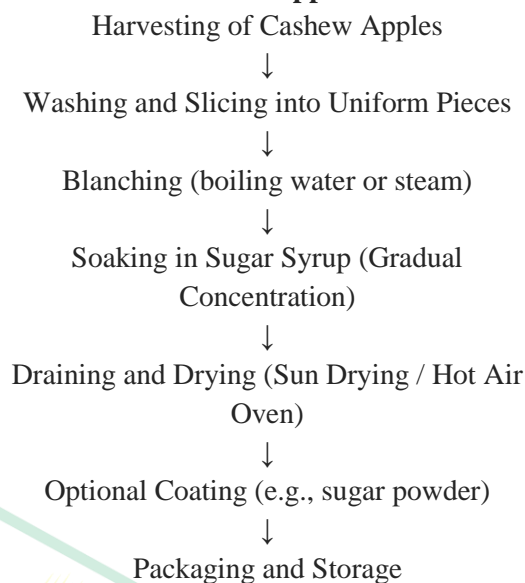 Harvesting of Cashew Apples
↓
Washing and Slicing into Uniform Pieces
↓
Blanching (boiling water or steam)
↓
Soaking in Sugar Syrup (Gradual
Concentration)
↓
Draining and Drying (Sun Drying / Hot Air
Oven)
↓
Optional Coating (e.g., sugar powder)
↓
Packaging and Storage